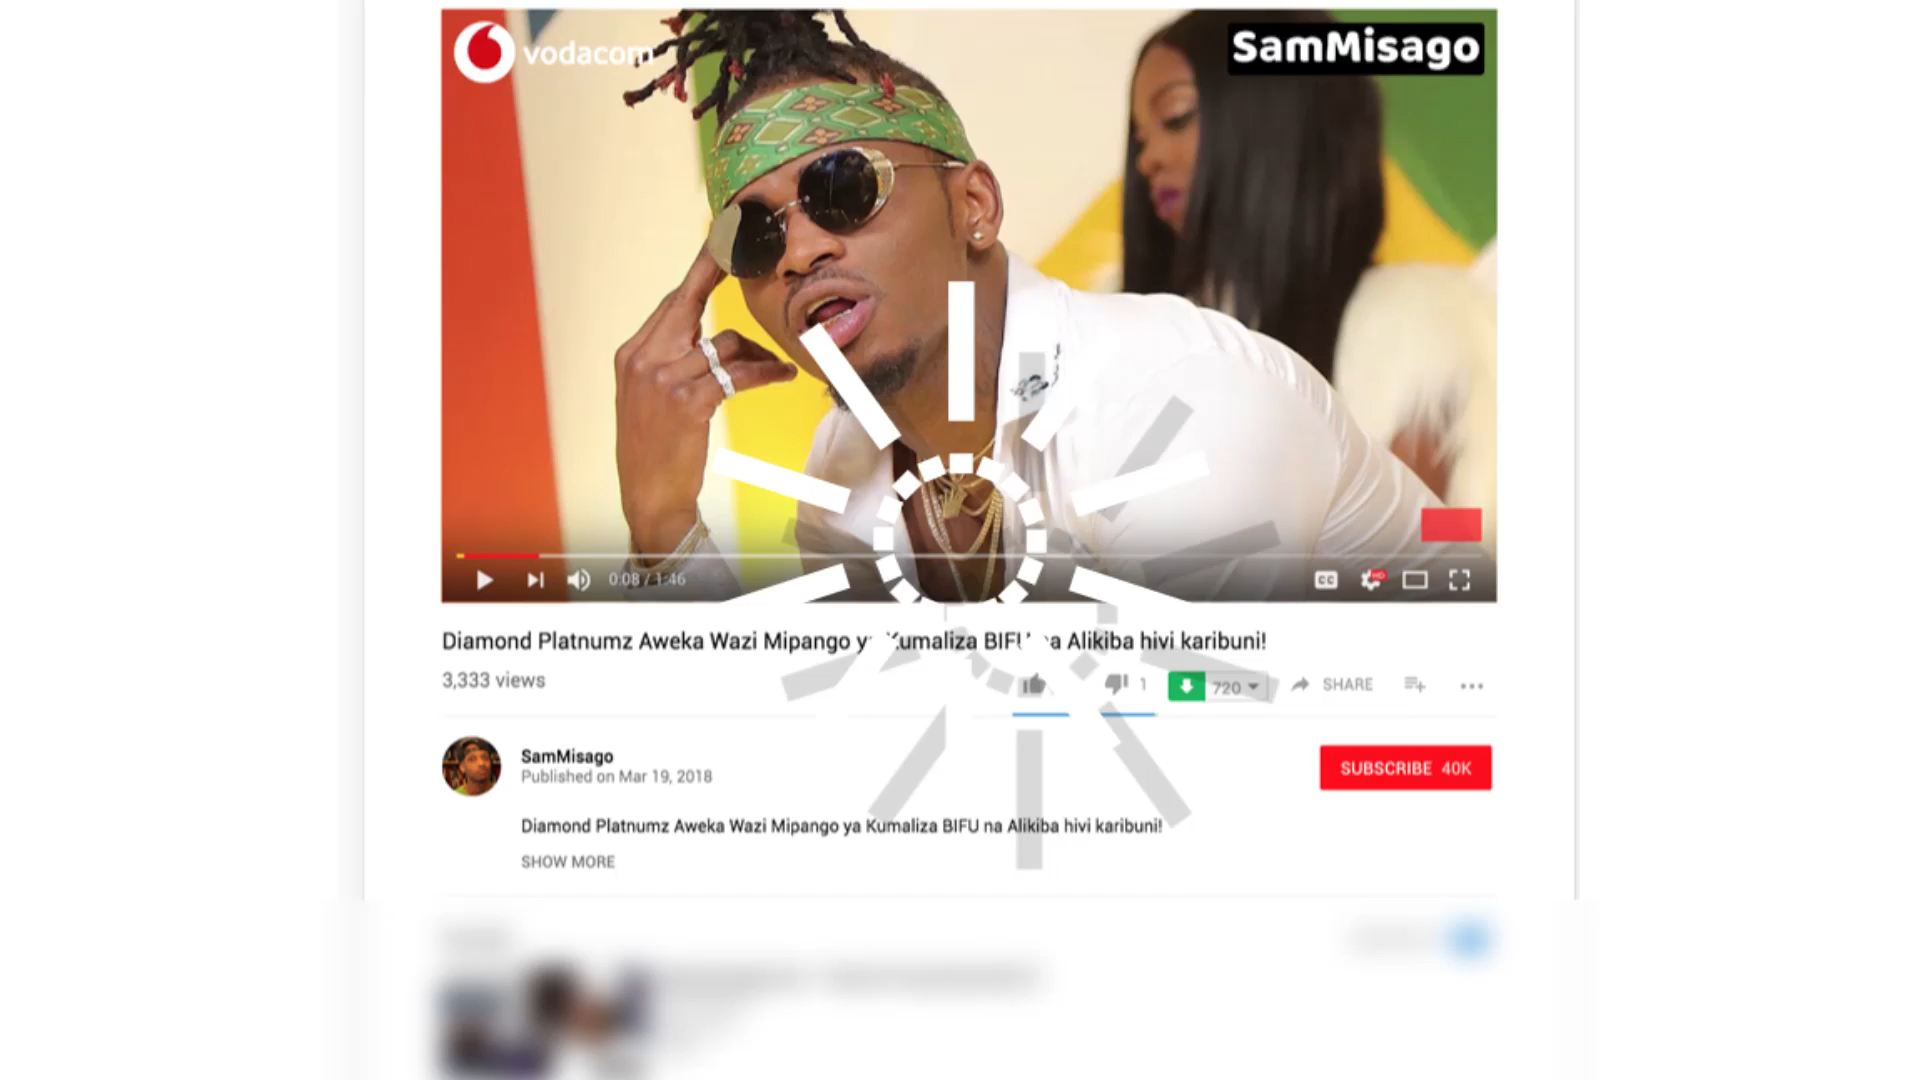 vodacom
SamMisago
0:08 / 1:46
CC
HD
Diamond Platnumz Aweka Wazi Mipango ya Kumaliza BIFU na Alikiba hivi karibuni!
3,333 views
1
720
SHARE
SamMisago
Published on Mar 19, 2018
SUBSCRIBE 40K
Diamond Platnumz Aweka Wazi Mipango ya Kumaliza BIFU na Alikiba hivi karibuni!
SHOW MORE